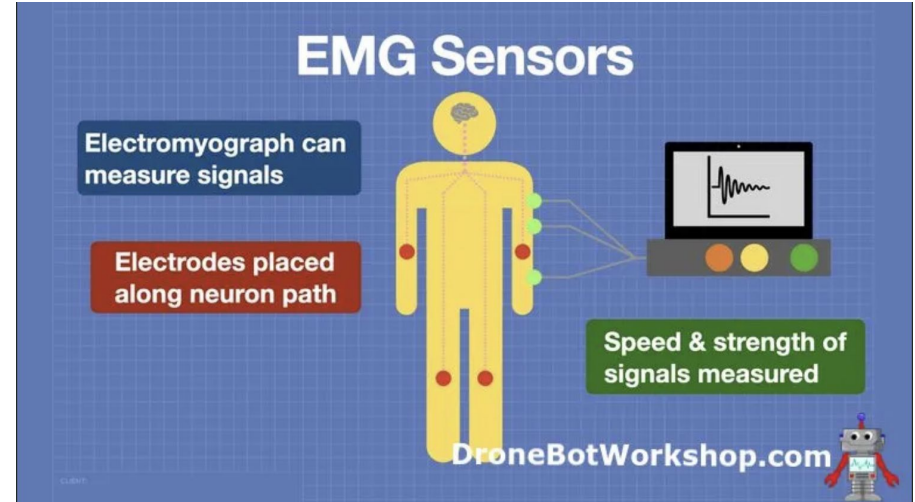 EMG Sensors
Electromyograph can
measure signals
Electrodes placed
along neuron path
Speed & strength of
signals measured
DroneBotWorkshop.com